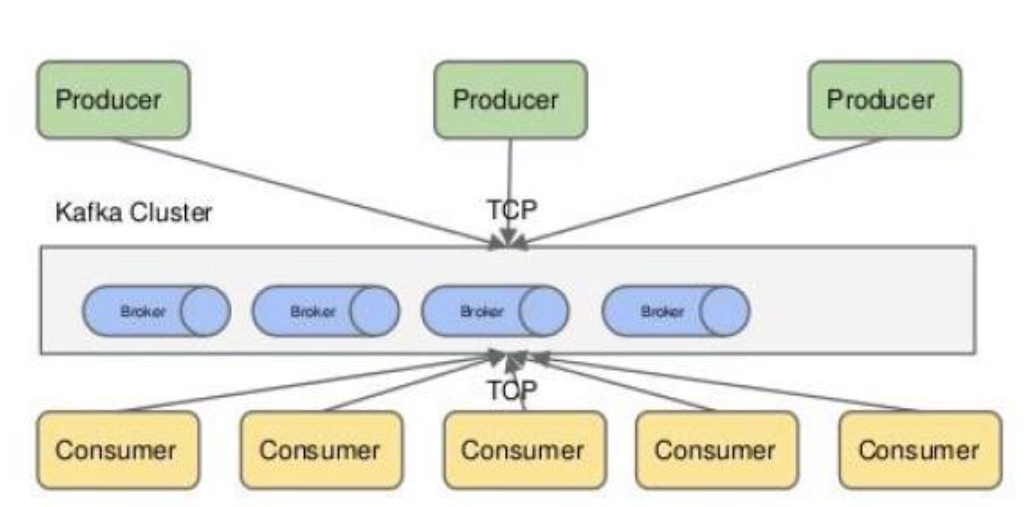 Producer
Producer
Producer
TCP
Kafka Cluster
Broker
Broker
Broker
Broker
TCP
Consumer
Consumer
Consumer
Consumer
Consumer